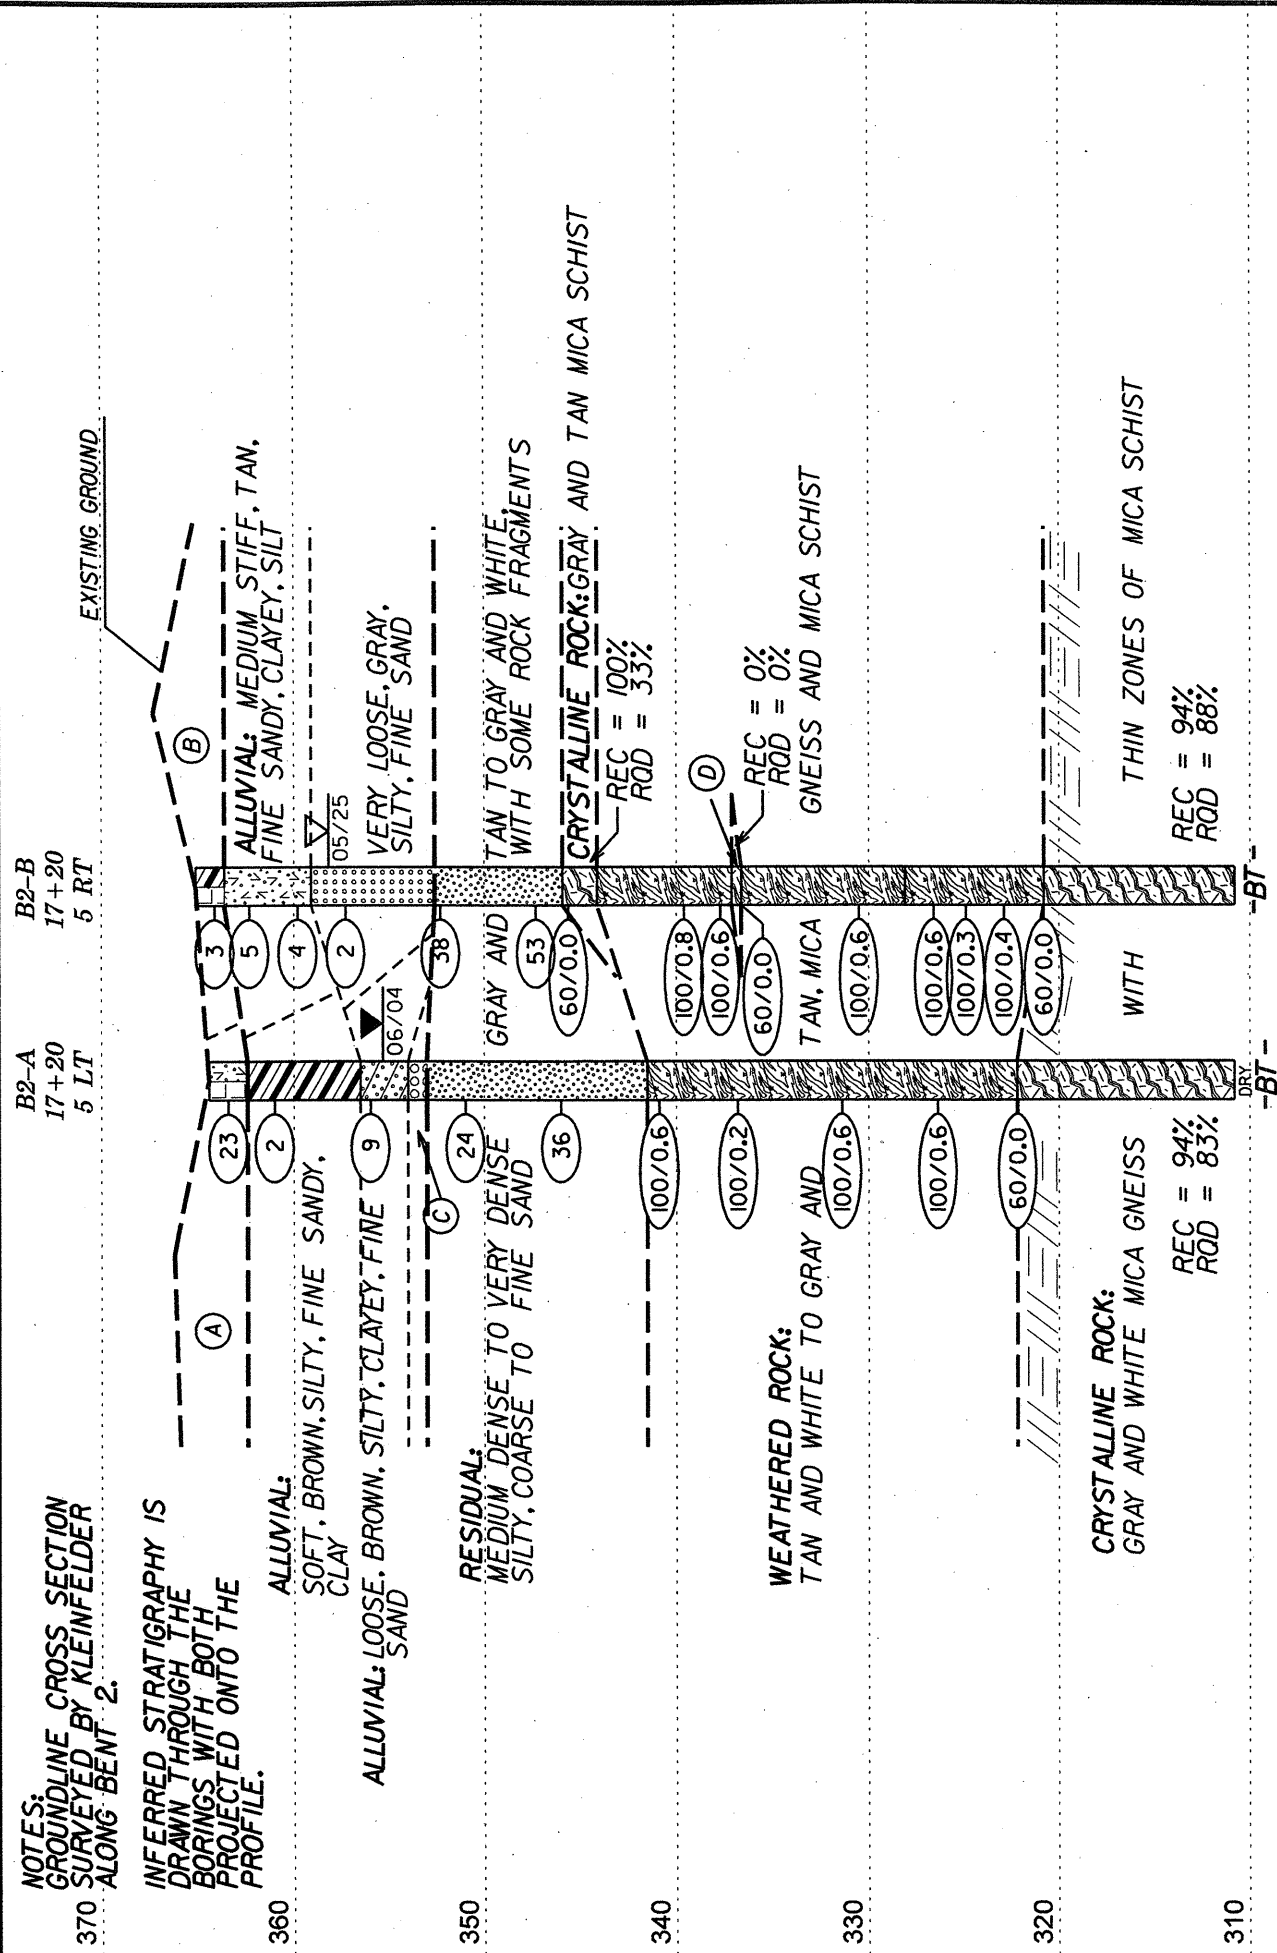 NOTES:
GROUNDLINE CROSS SECTION
SURVEYED BY KLEINFELDER
ALONG BENT 2.
INFERRED STRATIGRAPHY IS
DRAWN THROUGH THE
BORINGS WITH BOTH
PROJECTED ONTO THE
PROFILE.
B2-A
17+20
5 LT
B2-B
17+20
5 RT
EXISTING GROUND
370
360
350
340
330
320
310
A
B
ALLUVIAL:
SOFT, BROWN, SILTY, FINE SANDY,
CLAY
ALLUVIAL: LOOSE, BROWN, SILTY, CLAYEY, FINE
SAND
C
ALLUVIAL: MEDIUM STIFF, TAN,
FINE SANDY, CLAYEY, SILT
05/25
VERY LOOSE, GRAY,
SILTY, FINE SAND
06/04
RESIDUAL:
MEDIUM DENSE TO VERY DENSE
SILTY, COARSE TO FINE SAND
GRAY AND
TAN TO GRAY AND WHITE,
WITH SOME ROCK FRAGMENTS
CRYSTALLINE ROCK: GRAY AND TAN MICA SCHIST
REC = 100%
RQD = 33%
D
REC = 0%
RQD = 0%
WEATHERED ROCK:
TAN AND WHITE TO GRAY AND
TAN, MICA
GNEISS AND MICA SCHIST
CRYSTALLINE ROCK:
GRAY AND WHITE MICA GNEISS
WITH
THIN ZONES OF MICA SCHIST
REC = 94%
RQD = 83%
REC = 94%
RQD = 88%
23
2
9
24
36
100/0.6
100/0.2
100/0.6
100/0.6
60/0.0
3
5
4
2
38
53
60/0.0
100/0.8
100/0.6
60/0.0
100/0.6
100/0.6
100/0.3
100/0.4
60/0.0
DRY
-BT-
-BT-